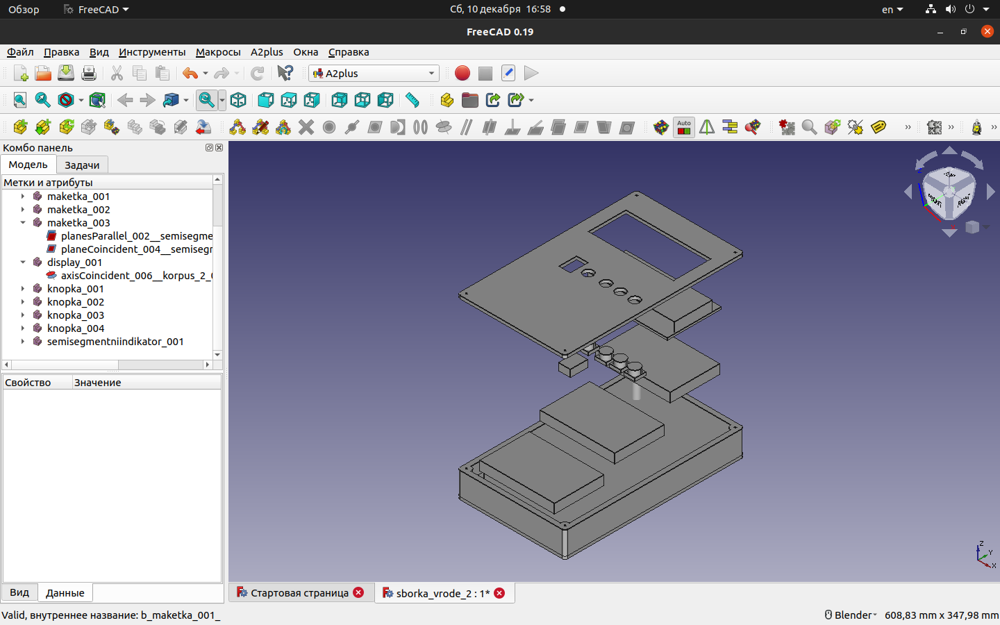 Обзор
FreeCAD
Сб, 10 декабря 16:58
en
FreeCAD 0.19
Файл Правка Вид Инструменты Макросы A2plus Окна Справка
A2plus
Auto
Комбо панель
Модель Задачи
Метки и атрибуты
maketka_001
maketka_002
maketka_003
planesParallel_002__semisegme
planeCoincident_004__semisegr
display_001
axisCoincident_006__korpus_2_
knopka_001
knopka_002
knopka_003
knopka_004
semisegmentniindikator_001
Свойство Значение
Вид Данные
FRONT
RIGHT
Z
Y
X
Стартовая страница
sborka_vrode_2 : 1*
Valid, внутреннее название: b_maketka_001_
Blender
608,83 mm x 347,98 mm